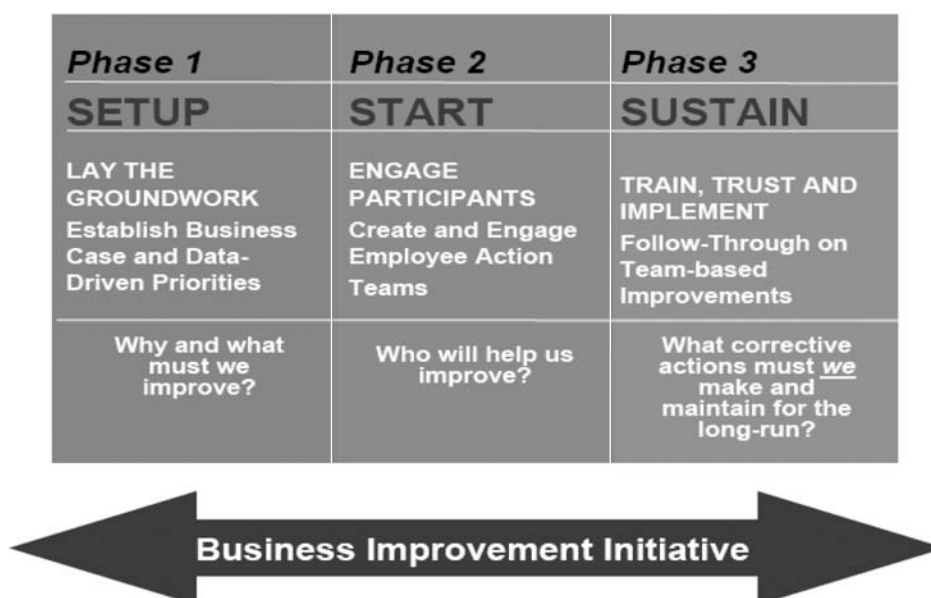 Phase 1
SETUP
LAY THE
GROUNDWORK
Establish Business
Case and Data-
Driven Priorities
Why and what
must we
improve?
Phase 2
START
ENGAGE
PARTICIPANTS
Create and Engage
Employee Action
Teams
Who will help us
improve?
Phase 3
SUSTAIN
TRAIN, TRUST AND
IMPLEMENT
Follow-Through on
Team-based
Improvements
What corrective
actions must we
make and
maintain for the
long-run?
Business Improvement Initiative